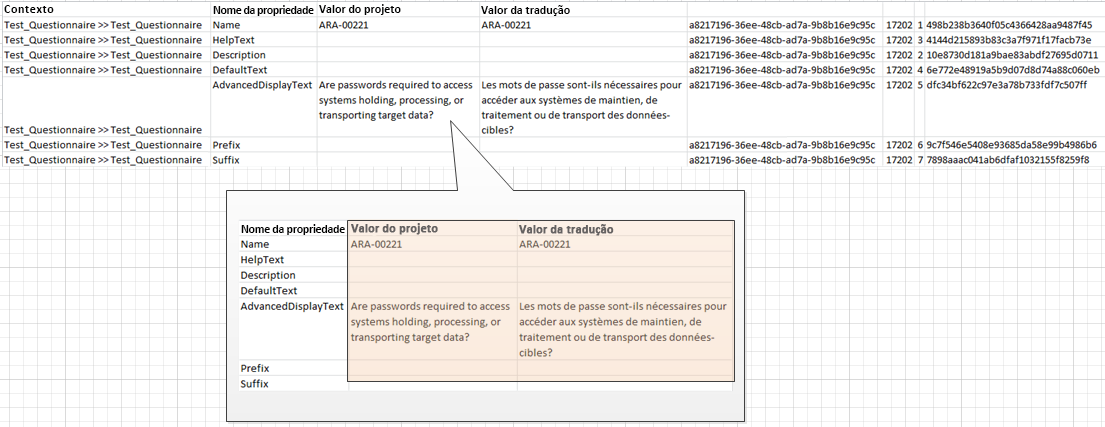 Contexto Nome da propriedade Valor do projeto Valor da tradução
Test_Questionnaire >> Test_Questionnaire Name ARA-00221 ARA-00221 a8217196-36ee-48cb-ad7a-9b8b16e9c95c 17202 1 498b238b3640f05c4366428aa9487f45
Test_Questionnaire >> Test_Questionnaire HelpText a8217196-36ee-48cb-ad7a-9b8b16e9c95c 17202 3 4144d215893b83c3a7f971f17facb73e
Test_Questionnaire >> Test_Questionnaire Description a8217196-36ee-48cb-ad7a-9b8b16e9c95c 17202 2 10e8730d181a9bae83abdf27695d0711
Test_Questionnaire >> Test_Questionnaire DefaultText a8217196-36ee-48cb-ad7a-9b8b16e9c95c 17202 4 6e772e48919a5b9d07d8d74a88c060eb
AdvancedDisplayText Are passwords required to access Les mots de passe sont-ils nécessaires pour a8217196-36ee-48cb-ad7a-9b8b16e9c95c 17202 5 dfc34bf622c97e3a78b733fdf7c507ff
systems holding, processing, or accéder aux systèmes de maintien, de
transporting target data? traitement ou de transport des données-
Test_Questionnaire >> Test_Questionnaire cibles?
Test_Questionnaire >> Test_Questionnaire Prefix a8217196-36ee-48cb-ad7a-9b8b16e9c95c 17202 6 9c7f546e5408e93685da58e99b4986b6
Test_Questionnaire >> Test_Questionnaire Suffix a8217196-36ee-48cb-ad7a-9b8b16e9c95c 17202 7 7898aaac041ab6dfaf1032155f8259f8
Nome da propriedade Valor do projeto Valor da tradução
Name ARA-00221 ARA-00221
HelpText
Description
DefaultText
AdvancedDisplayText Are passwords required to access Les mots de passe sont-ils nécessaires pour
systems holding, processing, or accéder aux systèmes de maintien, de
transporting target data? traitement ou de transport des données-
cibles?
Prefix
Suffix